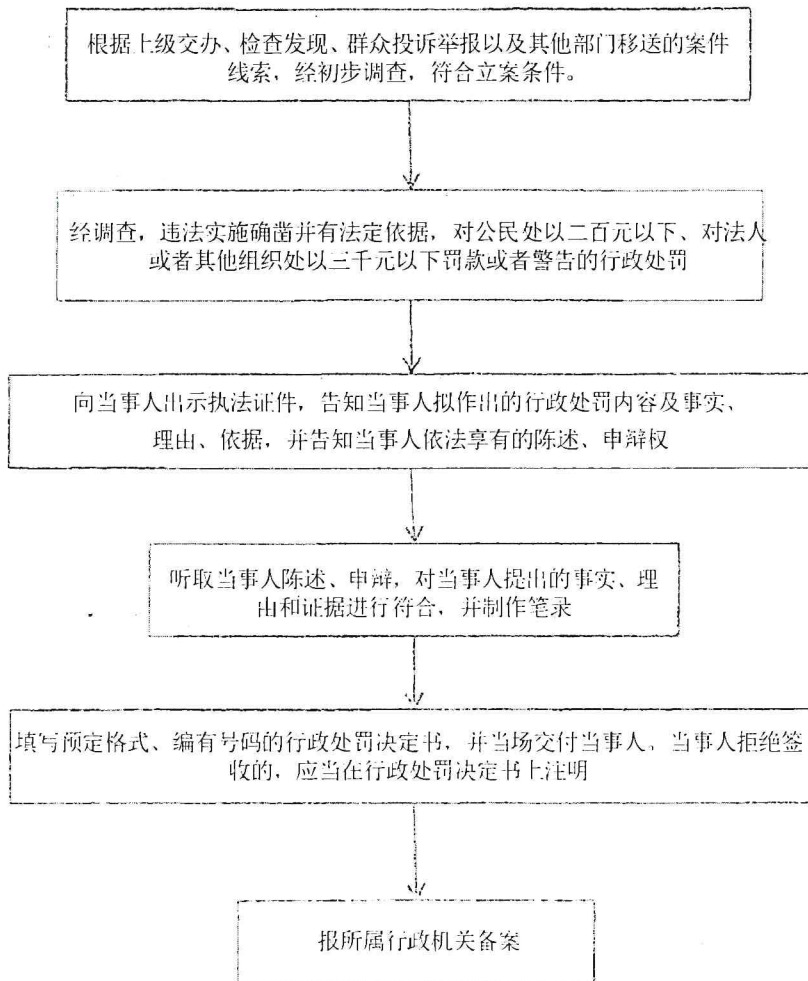 根据上级交办、检查发现、群众投诉举报以及其他部门移送的案件
线索，经初步调查，符合立案条件。
经调查，违法实施确凿并有法定依据，对公民处以二百元以下、对法人
或者其他组织处以三千元以下罚款或者警告的行政处罚
向当事人出示执法证件，告知当事人拟作出的行政处罚内容及事实、
理由、依据，并告知当事人依法享有的陈述、申辩权
听取当事人陈述、申辩，对当事人提出的事实、理
由和证据进行符合，并制作笔录
填写预定格式、编有号码的行政处罚决定书，并当场交付当事人。当事人拒绝签
收的，应当在行政处罚决定书上注明
报所属行政机关备案